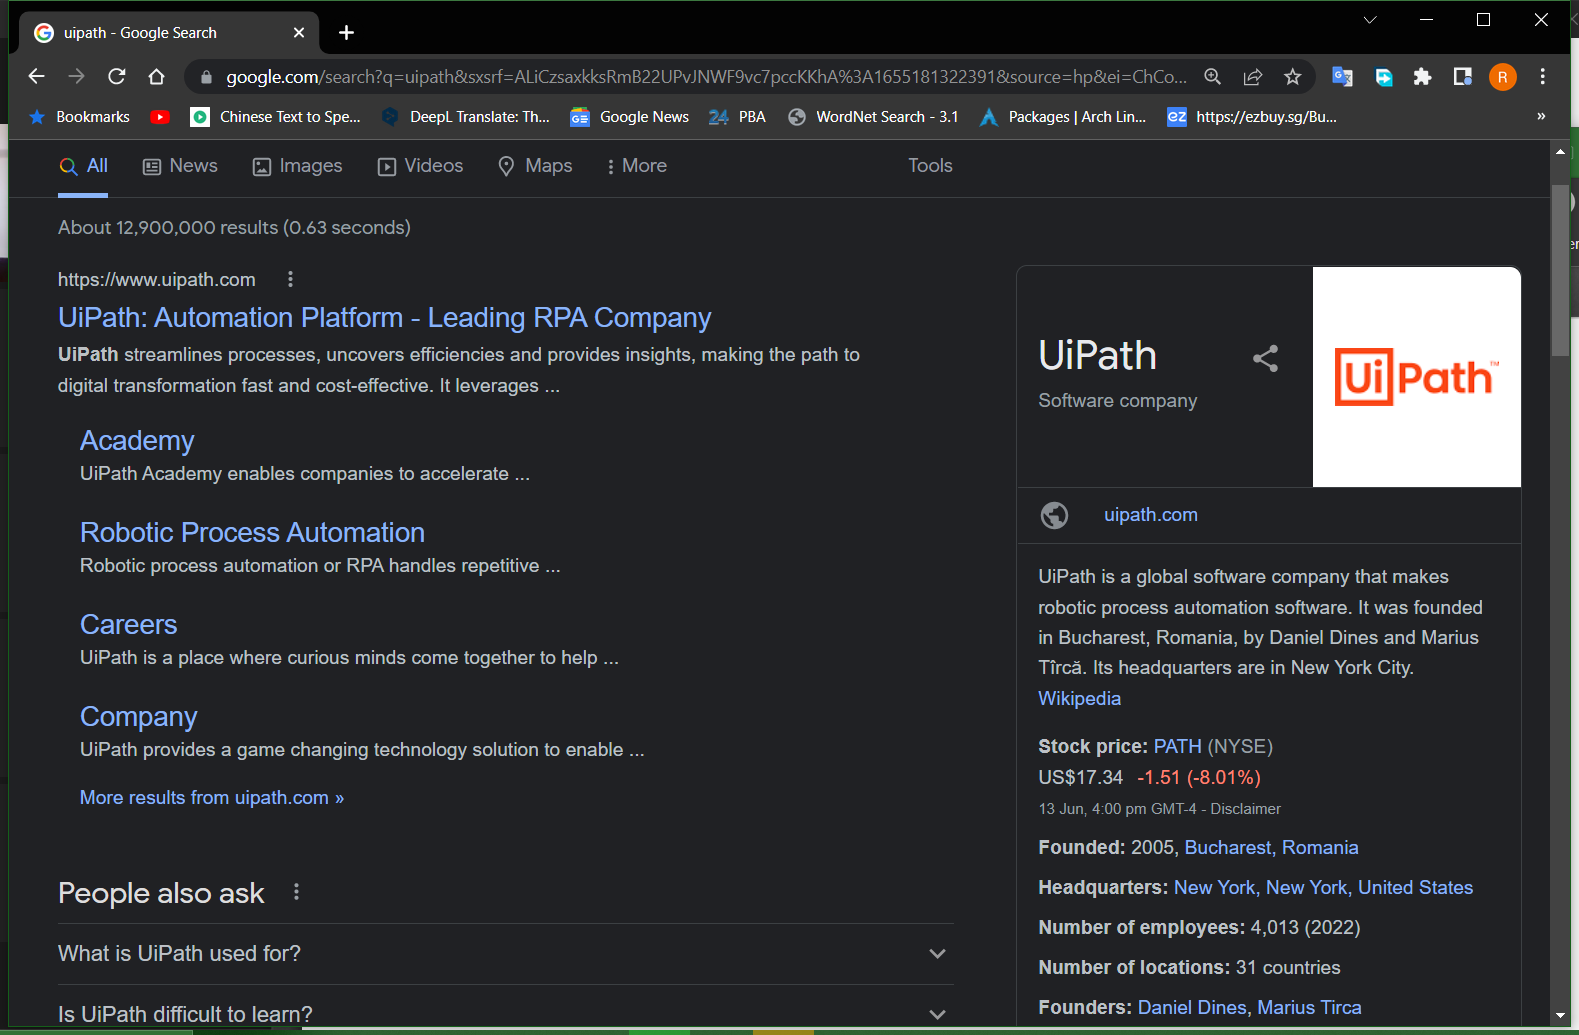 uipath - Google Search
google.com/search?q=uipath&sxsrf=ALiCzsaxkksRmB22UPvJNWF9vc7pccKKhA%3A1655181322391&source=hp&ei=ChCo...
R
Bookmarks
Chinese Text to Spe...
DeepL Translate: Th...
GE Google News
24 PBA
WordNet Search - 3.1
Packages | Arch Lin...
EZ https://ezbuy.sg/Bu...
»
All News Images Videos Maps More Tools
About 12,900,000 results (0.63 seconds)
https://www.uipath.com
UiPath: Automation Platform - Leading RPA Company
UiPath streamlines processes, uncovers efficiencies and provides insights, making the path to
digital transformation fast and cost-effective. It leverages ...
Academy
UiPath Academy enables companies to accelerate ...
Robotic Process Automation
Robotic process automation or RPA handles repetitive ...
Careers
UiPath is a place where curious minds come together to help ...
Company
UiPath provides a game changing technology solution to enable ...
More results from uipath.com »
People also ask
What is UiPath used for?
Is UiPath difficult to learn?
UiPath
Software company
UiPath™
uipath.com
UiPath is a global software company that makes
robotic process automation software. It was founded
in Bucharest, Romania, by Daniel Dines and Marius
Tîrcă. Its headquarters are in New York City.
Wikipedia
Stock price: PATH (NYSE)
US$17.34 -1.51 (-8.01%)
13 Jun, 4:00 pm GMT-4 - Disclaimer
Founded: 2005, Bucharest, Romania
Headquarters: New York, New York, United States
Number of employees: 4,013 (2022)
Number of locations: 31 countries
Founders: Daniel Dines, Marius Tirca